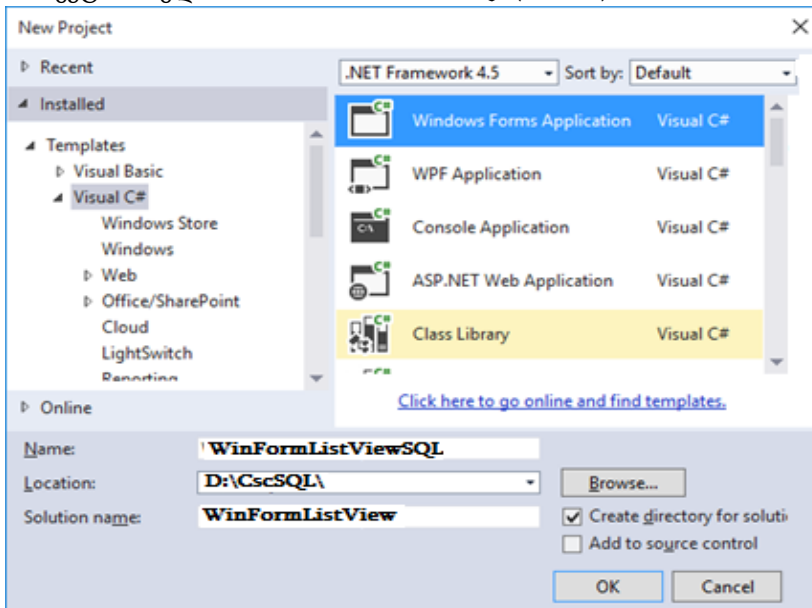 New Project
Recent
.NET Framework 4.5 Sort by: Default
Installed
Templates
Visual Basic
Visual C#
Windows Store
Windows
Web
Office/SharePoint
Cloud
LightSwitch
Reporting
Windows Forms Application Visual C#
WPF Application Visual C#
Console Application Visual C#
ASP.NET Web Application Visual C#
Class Library Visual C#
Click here to go online and find templates.
Online
Name: WinFormListViewSQL
Location: D:\CscSQL\ Browse...
Solution name: WinFormListView
Create directory for soluti
Add to source control
OK Cancel